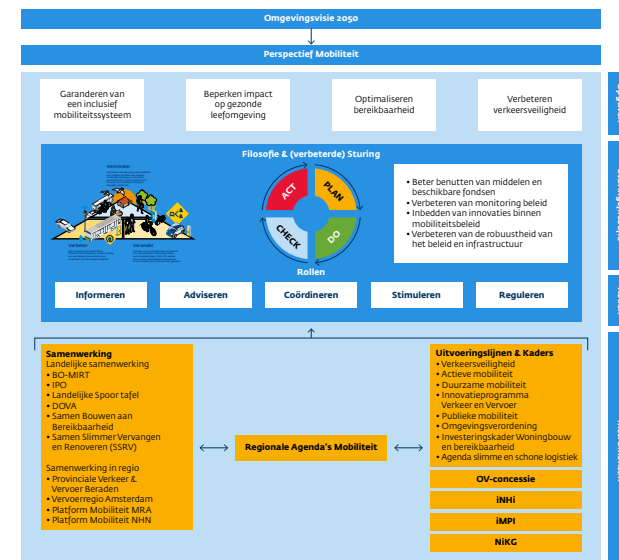 Omgevingsvisie 2050
Perspectief Mobiliteit
Garanderen van
een inclusief
mobiliteitssysteem
Beperken impact
op gezonde
leefomgeving
Optimaliseren
bereikbaarheid
Verbeteren
verkeersveiligheid
Filosofie & (verbeterde) Sturing
Verminder
Verbeter
Verander
ACT
PLAN
CHECK
DO
• Beter benutten van middelen en
beschikbare fondsen
• Verbeteren van monitoring beleid
• Inbedden van innovaties binnen
mobiliteitsbeleid
• Verbeteren van de robuustheid van
het beleid en infrastructuur
Rollen
Informeren
Adviseren
Coördineren
Stimuleren
Reguleren
Samenwerking
Landelijke samenwerking
• BO-MIRT
• IPO
• Landelijke Spoor tafel
• DOVA
• Samen Bouwen aan
Bereikbaarheid
• Samen Slimmer Vervangen
en Renoveren (SSRV)
Samenwerking in regio
• Provinciale Verkeer &
Vervoer Beraden
• Vervoerregio Amsterdam
• Platform Mobiliteit MRA
• Platform Mobiliteit NHN
Regionale Agenda's Mobiliteit
Uitvoeringslijnen & Kaders
• Verkeersveiligheid
• Actieve mobiliteit
• Duurzame mobiliteit
• Innovatieprogramma
Verkeer en Vervoer
• Publieke mobiliteit
• Omgevingsverordening
• Investeringskader Woningbouw
en bereikbaarheid
• Agenda slimme en schone logistiek
OV-concessie
iNHi
iMPI
NiKG